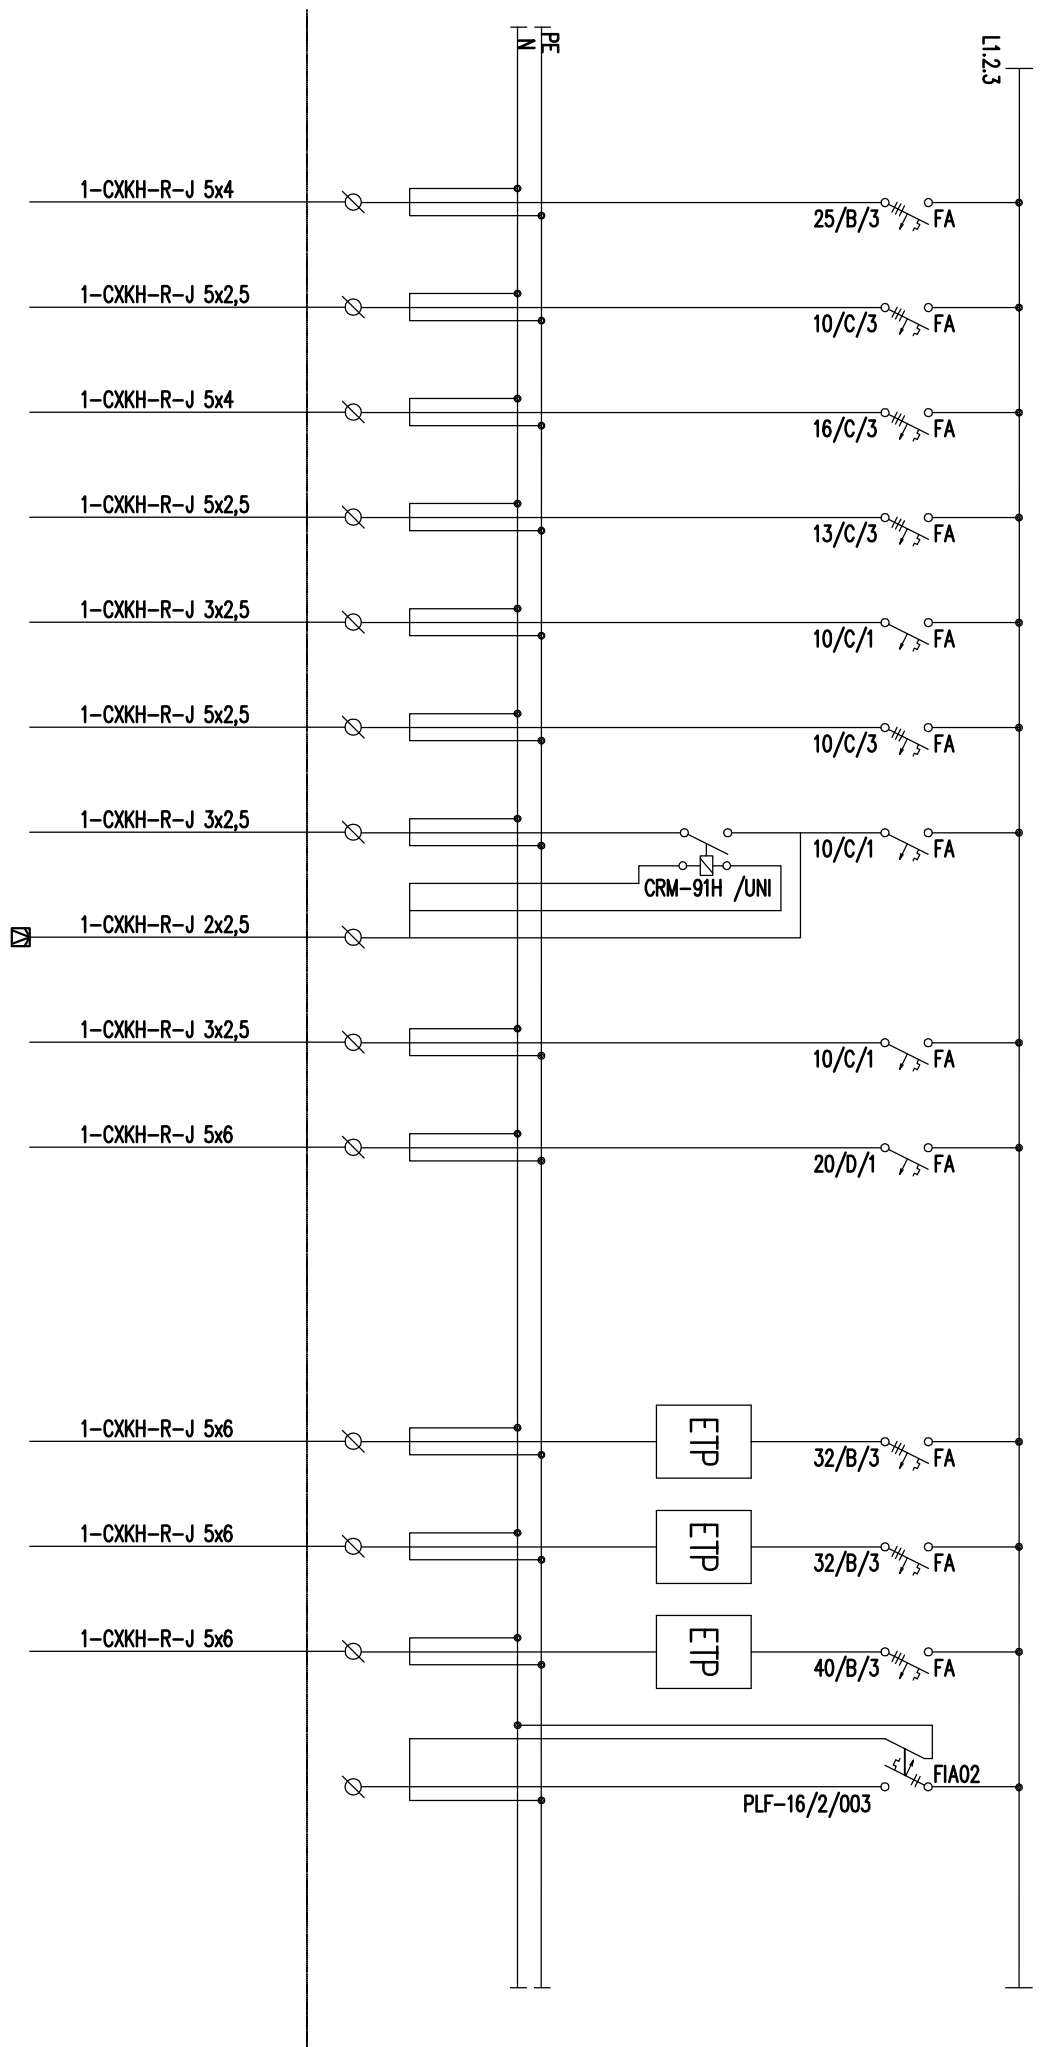 PE
N
L1.2.3
1-CXKH-R-J 5x4
25/B/3 FA
1-CXKH-R-J 5x2,5
10/C/3 FA
1-CXKH-R-J 5x4
16/C/3 FA
1-CXKH-R-J 5x2,5
13/C/3 FA
1-CXKH-R-J 3x2,5
10/C/1 FA
1-CXKH-R-J 5x2,5
10/C/3 FA
1-CXKH-R-J 3x2,5
10/C/1 FA
CRM-91H /UNI
1-CXKH-R-J 2x2,5
1-CXKH-R-J 3x2,5
10/C/1 FA
1-CXKH-R-J 5x6
20/D/1 FA
1-CXKH-R-J 5x6
ETP
32/B/3 FA
1-CXKH-R-J 5x6
ETP
32/B/3 FA
1-CXKH-R-J 5x6
ETP
40/B/3 FA
FIA02
PLF-16/2/003